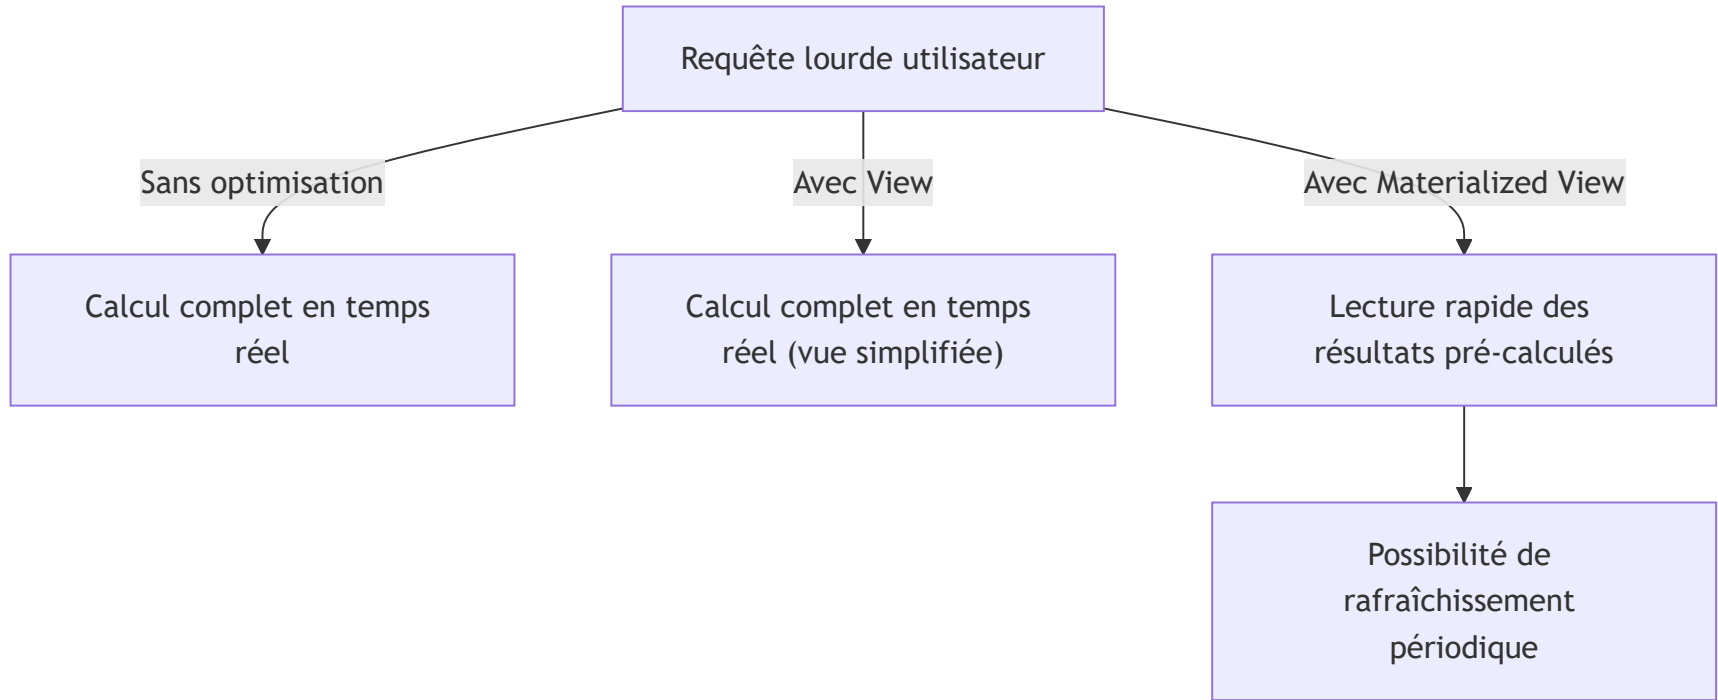 Requête lourde utilisateur
Sans optimisation
Avec View
Avec Materialized View
Calcul complet en temps
réel
Calcul complet en temps
réel (vue simplifiée)
Lecture rapide des
résultats pré-calculés
Possibilité de
rafraîchissement
périodique